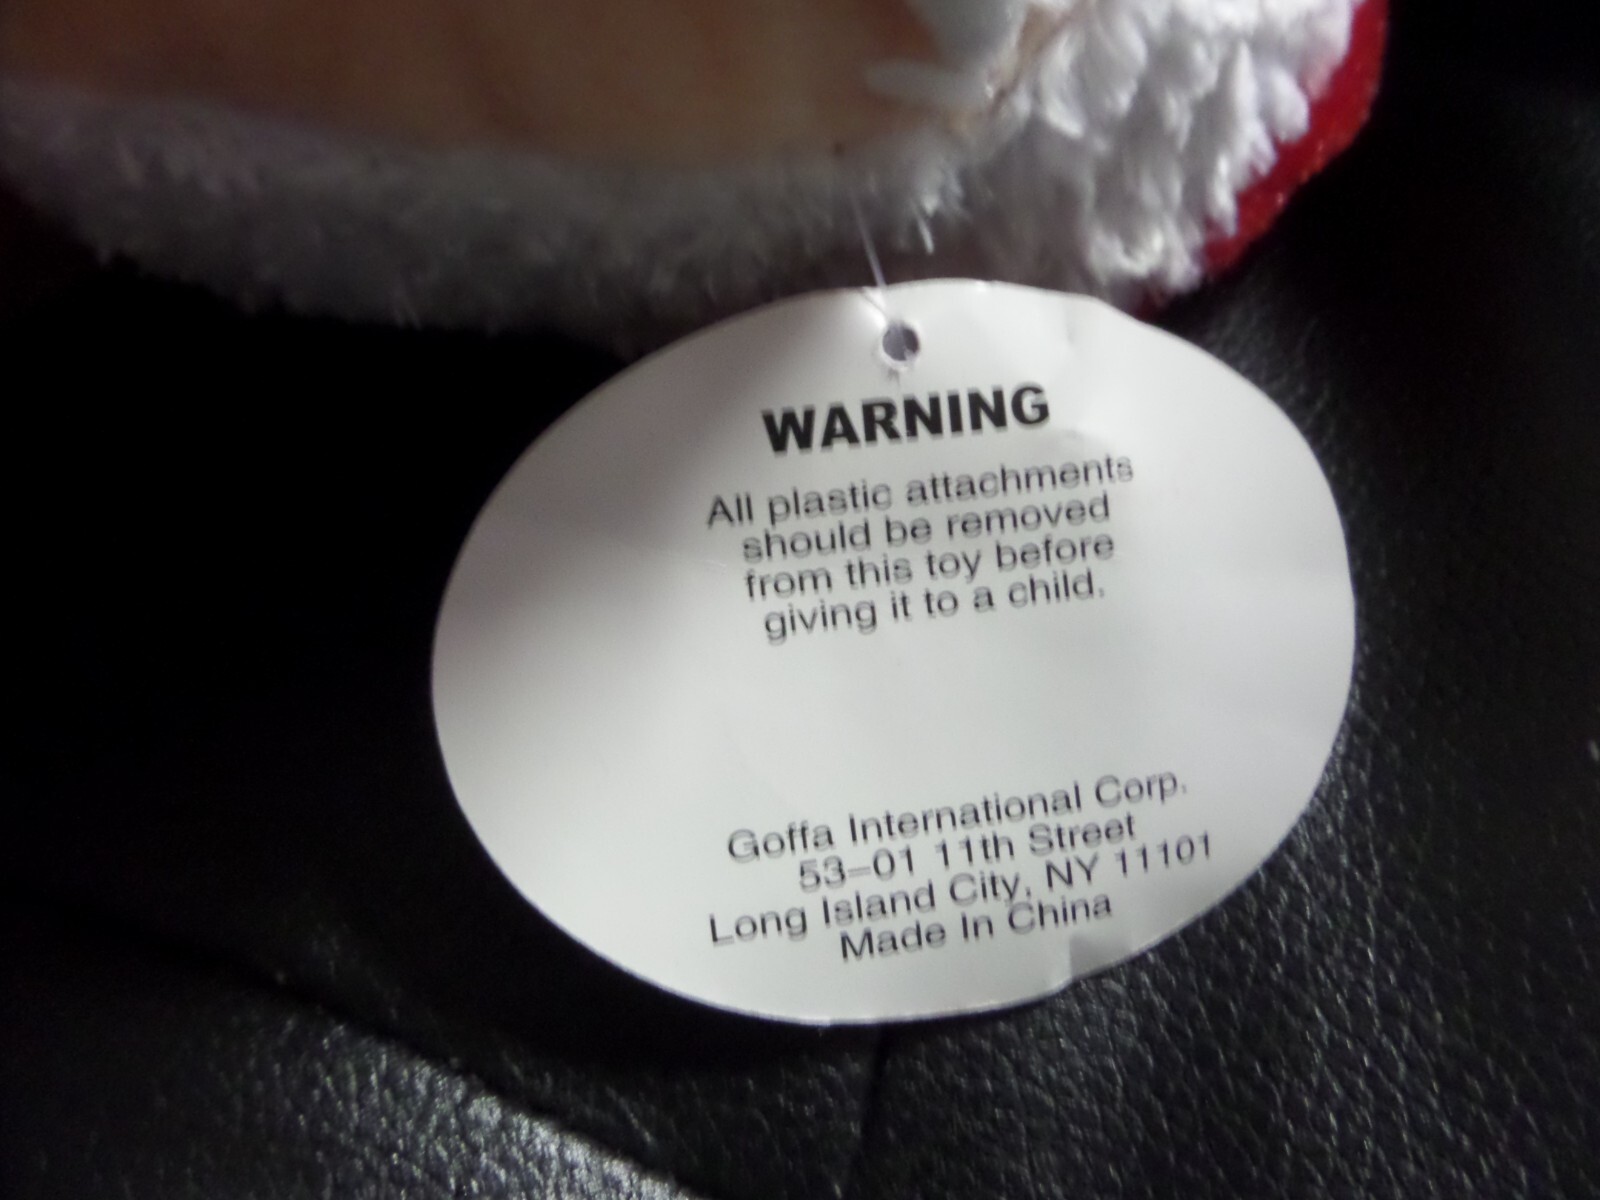 WARNING
All plastic attachments
should be removed
from this toy before
giving it to a child.
Goffa International Corp.
53-01 11th Street
Long Island City, NY 11101
Made In China